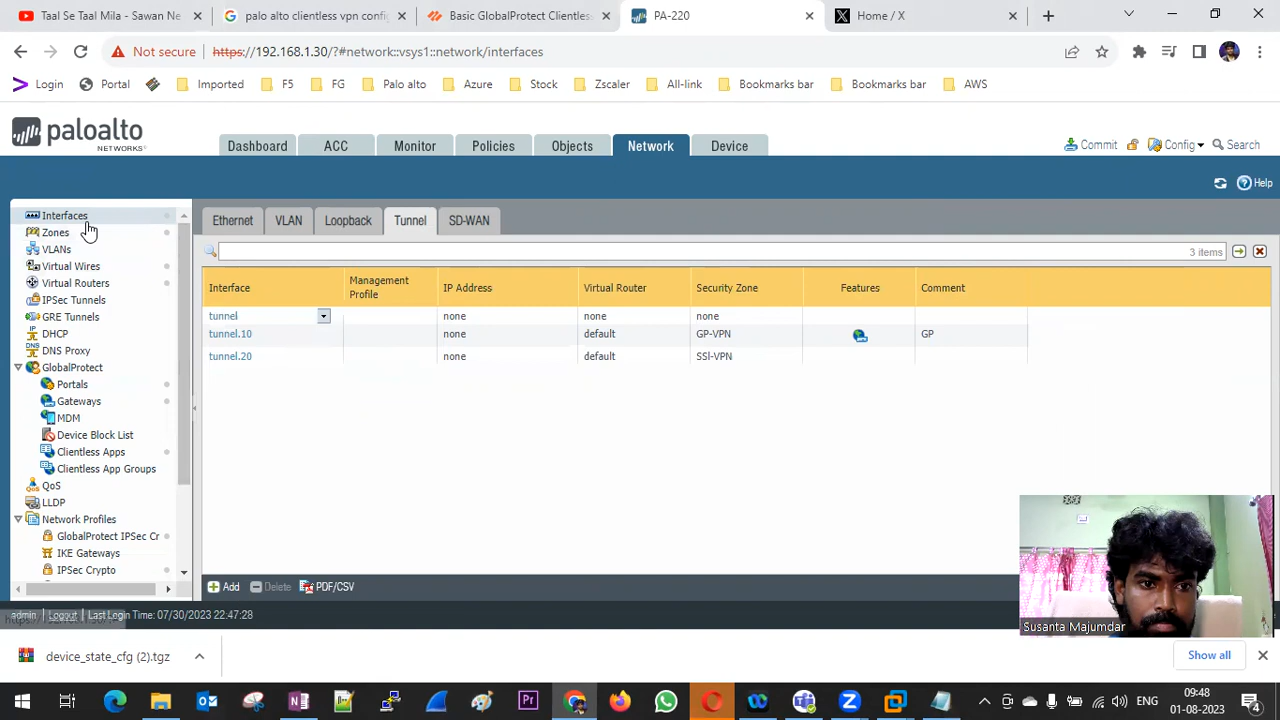 Taal Se Taal Mila - Sawan Ne
palo alto clientless vpn config
Basic GlobalProtect Clientless
PA-220
Home / X
Not secure
https://192.168.1.30/?#network::vsys1::network/interfaces
Login
Portal
Imported
F5
FG
Palo alto
Azure
Stock
Zscaler
All-link
Bookmarks bar
Bookmarks bar
AWS
paloalto
NETWORKS
Dashboard
ACC
Monitor
Policies
Objects
Network
Device
Commit
Config
Search
Help
Interfaces
Zones
VLANs
Virtual Wires
Virtual Routers
IPSec Tunnels
GRE Tunnels
DHCP
DNS Proxy
GlobalProtect
Portals
Gateways
MDM
Device Block List
Clientless Apps
Clientless App Groups
QoS
LLDP
Network Profiles
GlobalProtect IPSec Cr
IKE Gateways
IPSec Crypto
Ethernet
VLAN
Loopback
Tunnel
SD-WAN
3 items
Interface Management Profile IP Address Virtual Router Security Zone Features Comment
tunnel none none none
tunnel.10 none default GP-VPN GP
tunnel.20 none default SSl-VPN
Add
Delete
PDF/CSV
Susanta Majumdar
admin | Logout | Last Login Time: 07/30/2023 22:47:28
device_state_cfg (2).tgz
Show all
ENG
09:48
01-08-2023
4